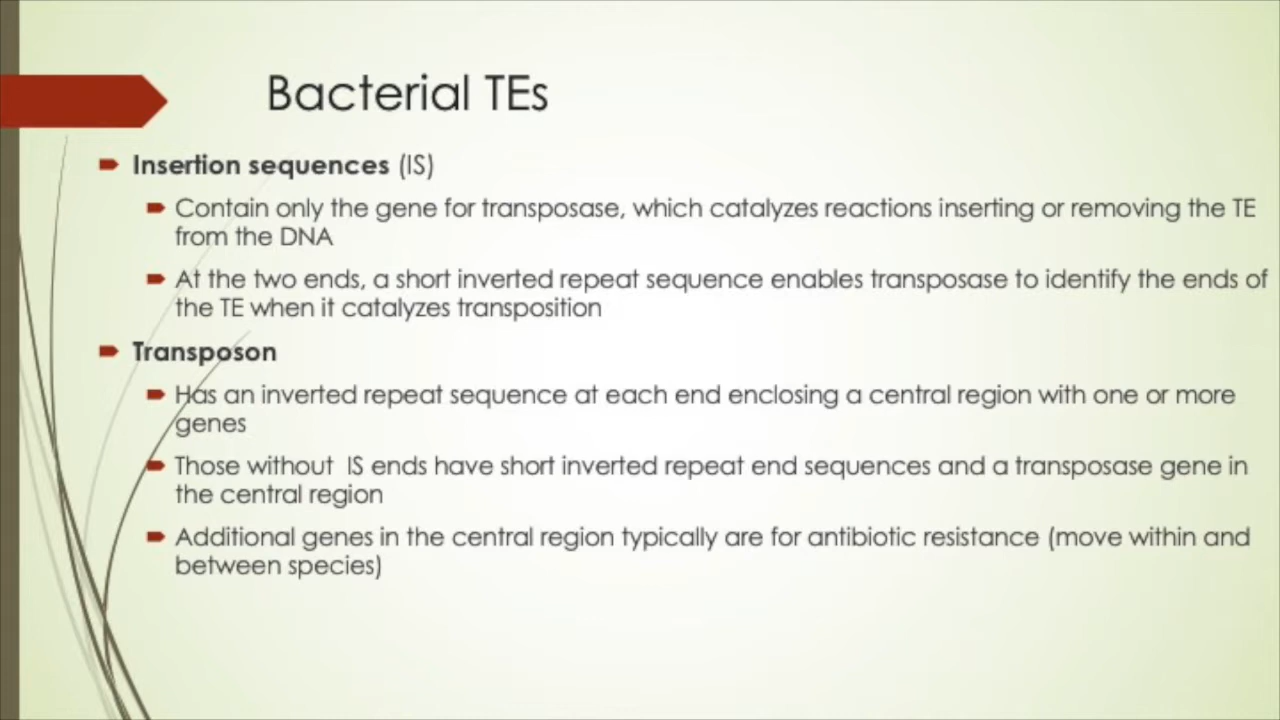 Bacterial TEs
Insertion sequences (IS)
Contain only the gene for transposase, which catalyzes reactions inserting or removing the TE
from the DNA
At the two ends, a short inverted repeat sequence enables transposase to identify the ends of
the TE when it catalyzes transposition
Transposon
Has an inverted repeat sequence at each end enclosing a central region with one or more
genes
Those without  IS ends have short inverted repeat end sequences and a transposase gene in
the central region
Additional genes in the central region typically are for antibiotic resistance (move within and
between species)